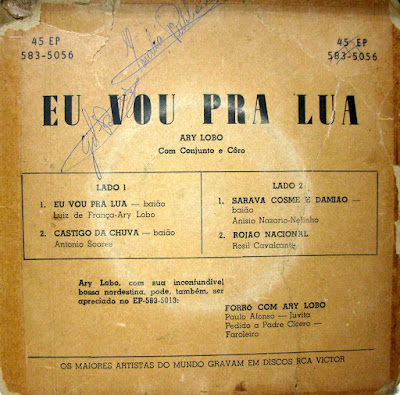 45 EP
583-5056
45 EP
583-5056
EU VOU PRA LUA
ARY LOBO
Com Conjunto e Côro
LADO 1
1. EU VOU PRA LUA — baião
Luiz de França-Ary Lobo
2. CASTIGO DA CHUVA — baião
Antonio Soares
LADO 2
1. SARAVA COSME E DAMIAO —
baião
Anisio Nazario-Nelinho
2. ROJAO NACIONAL
Rosil Cavalcante
Ary Lobo, com sua inconfundível
bossa nordestina, pode, também, ser
apreciado no EP-583-5013:
FORRÓ COM ARY LOBO
Paulo Afonso — Juvita
Pedido a Padre Cícero —
Faroleiro
OS MAIORES ARTISTAS DO MUNDO GRAVAM EM DISCOS RCA VICTOR